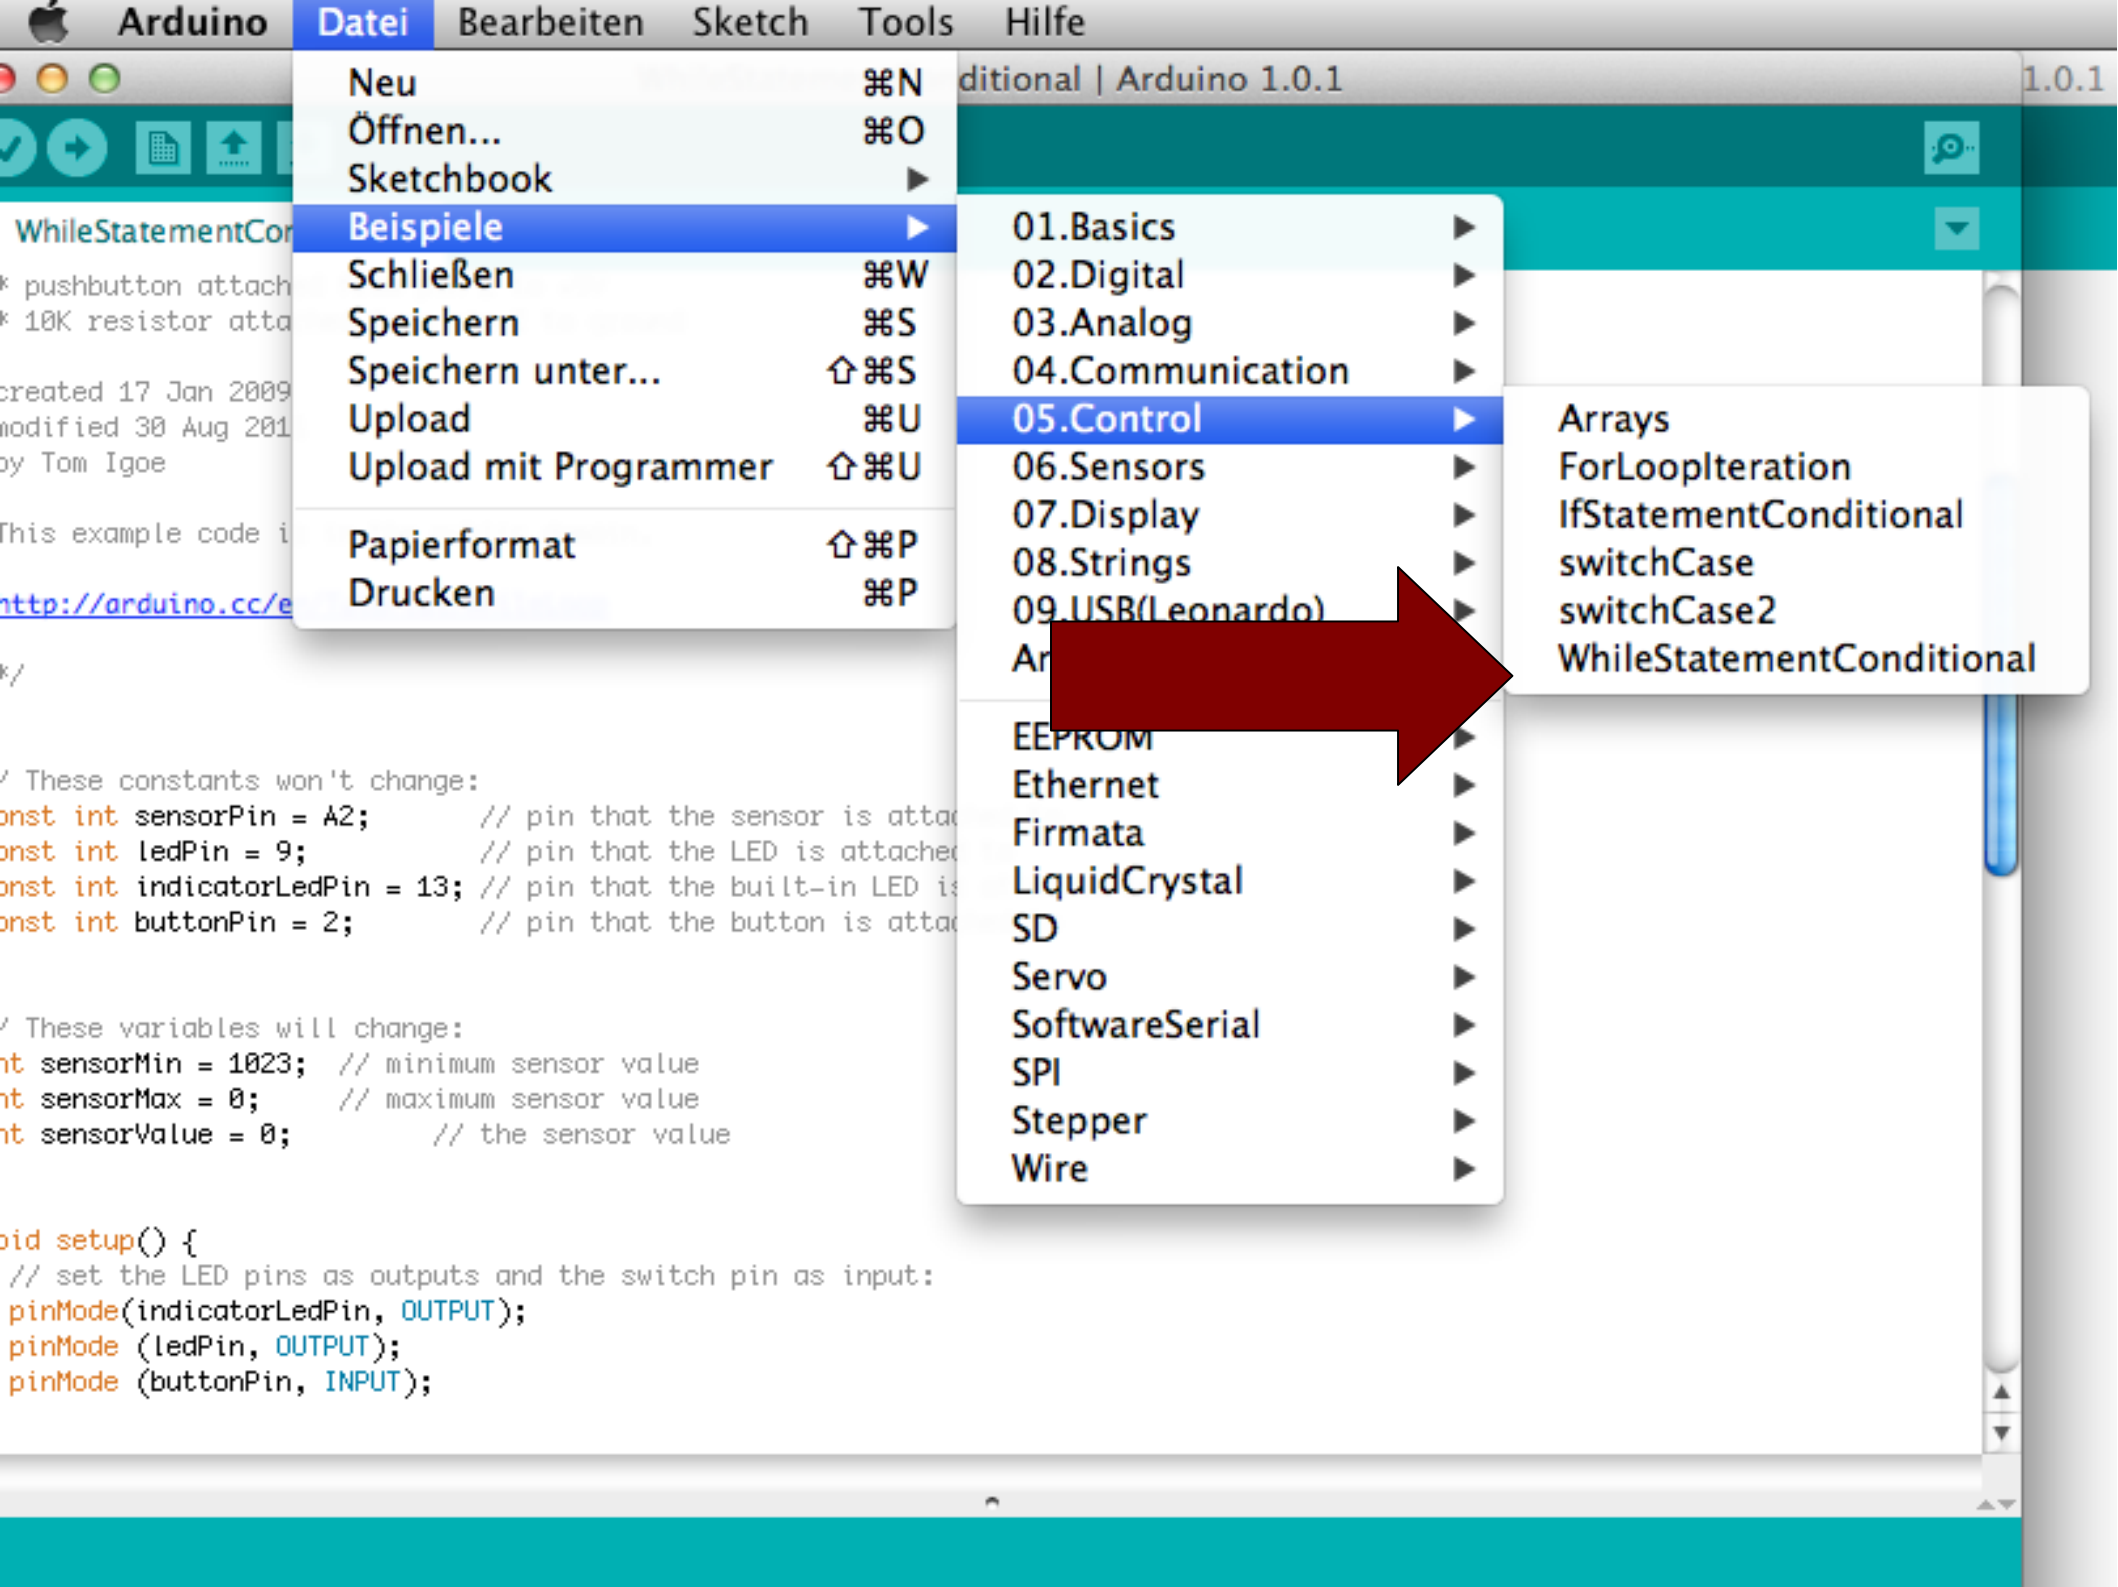 Arduino Datei Bearbeiten Sketch Tools Hilfe
ditional | Arduino 1.0.1
1.0.1
Neu ⌘N
Öffnen... ⌘O
Sketchbook
Beispiele
Schließen ⌘W
Speichern ⌘S
Speichern unter... ⇧⌘S
Upload ⌘U
Upload mit Programmer ⇧⌘U
Papierformat ⇧⌘P
Drucken ⌘P
01.Basics
02.Digital
03.Analog
04.Communication
05.Control
06.Sensors
07.Display
08.Strings
09.USB(Leonardo)
Ar
EEPROM
Ethernet
Firmata
LiquidCrystal
SD
Servo
SoftwareSerial
SPI
Stepper
Wire
Arrays
ForLoopIteration
IfStatementConditional
switchCase
switchCase2
WhileStatementConditional
WhileStatementCon
* pushbutton attach
* 10K resistor atta
created 17 Jan 2009
modified 30 Aug 201
by Tom Igoe
This example code i
http://arduino.cc/e
*/
/ These constants won't change:
onst int sensorPin = A2; // pin that the sensor is attac
onst int ledPin = 9; // pin that the LED is attached
onst int indicatorLedPin = 13; // pin that the built-in LED is
onst int buttonPin = 2; // pin that the button is attac
/ These variables will change:
nt sensorMin = 1023; // minimum sensor value
nt sensorMax = 0; // maximum sensor value
nt sensorValue = 0; // the sensor value
oid setup() {
// set the LED pins as outputs and the switch pin as input:
pinMode(indicatorLedPin, OUTPUT);
pinMode (ledPin, OUTPUT);
pinMode (buttonPin, INPUT);